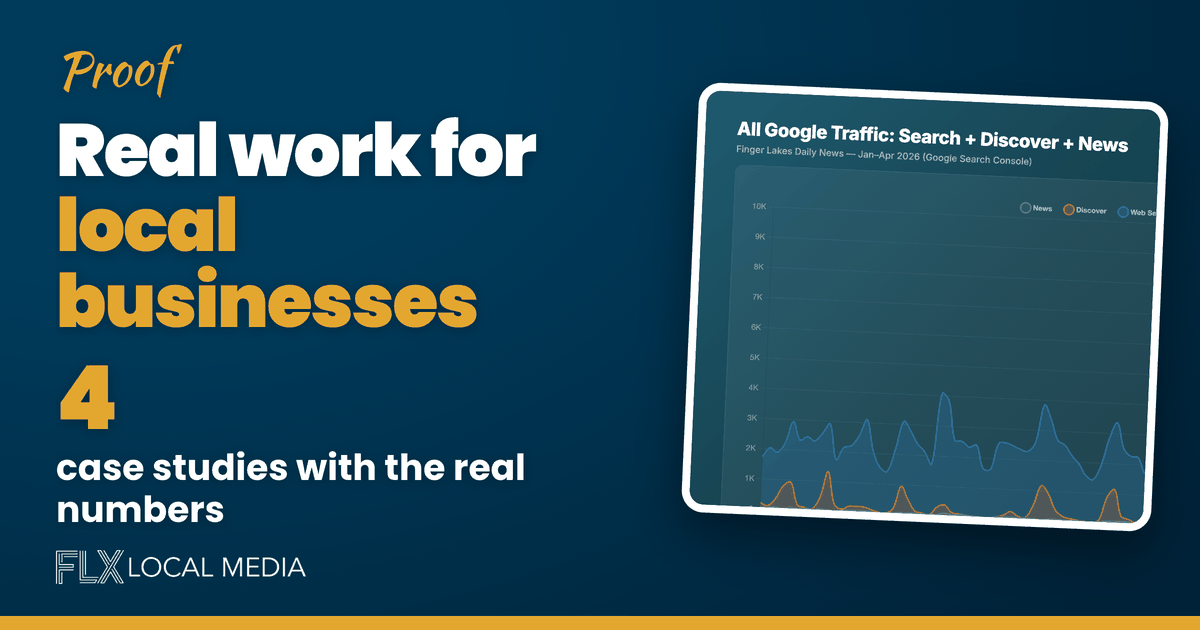 Proof
Real work for
local
businesses
4
case studies with the real
numbers
FLX LOCAL MEDIA
All Google Traffic: Search + Discover + News
Finger Lakes Daily News — Jan–Apr 2026 (Google Search Console)
News Discover Web Se
10K
9K
8K
7K
6K
5K
4K
3K
2K
1K